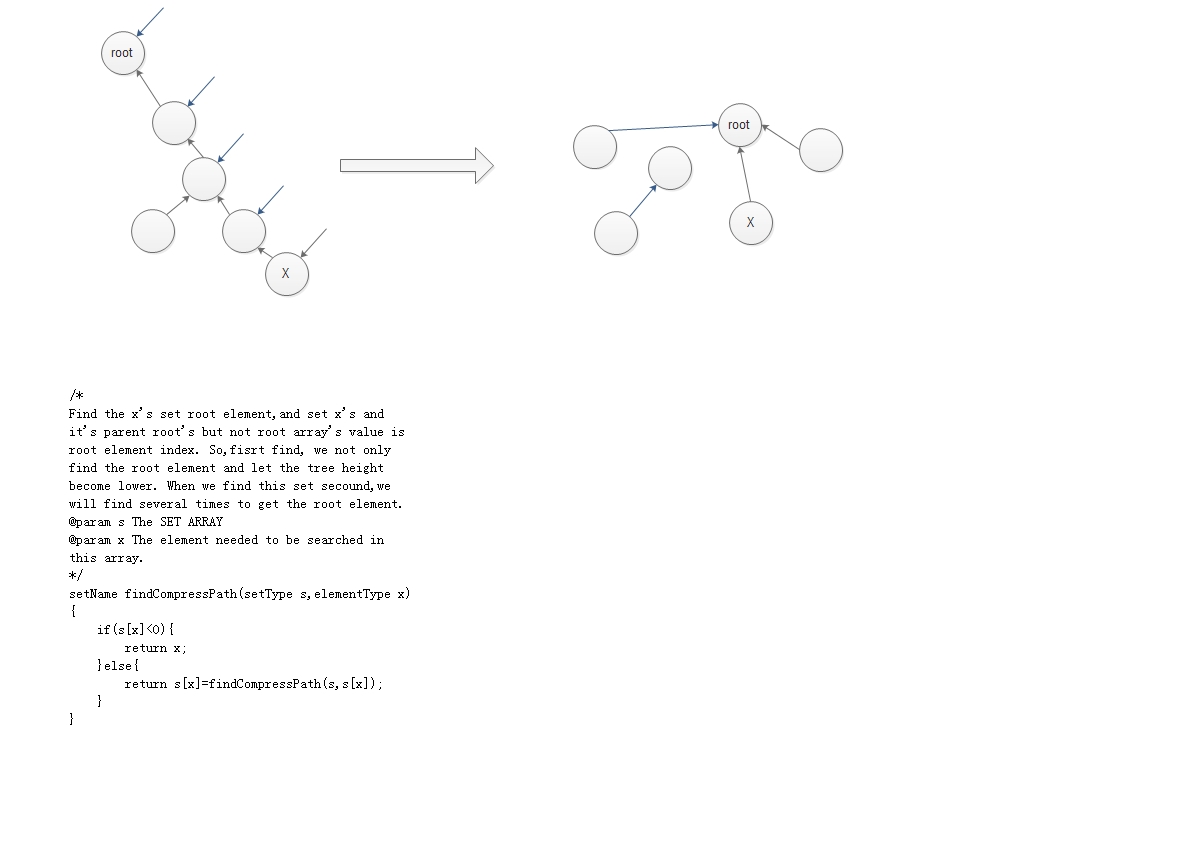 root
root
X
X
/*
Find the x's set root element,and set x's and
it's parent root's but not root array's value is
root element index. So,fisrt find, we not only
find the root element and let the tree height
become lower. When we find this set secound,we
will find several times to get the root element.
@param s The SET ARRAY
@param x The element needed to be searched in
this array.
*/
setName findCompressPath(setType s,elementType x)
{
    if(s[x]<0){
        return x;
    }else{
        return s[x]=findCompressPath(s,s[x]);
    }
}